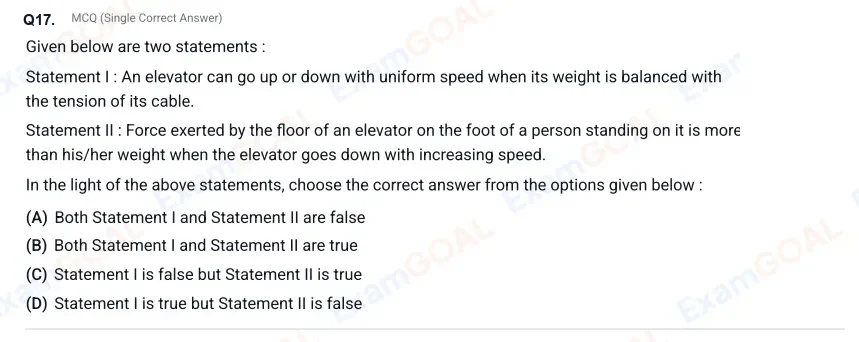 Q17. MCQ (Single Correct Answer)
Given below are two statements :
Statement I : An elevator can go up or down with uniform speed when its weight is balanced with
the tension of its cable.
Statement II : Force exerted by the floor of an elevator on the foot of a person standing on it is more
than his/her weight when the elevator goes down with increasing speed.
In the light of the above statements, choose the correct answer from the options given below :
(A) Both Statement I and Statement II are false
(B) Both Statement I and Statement II are true
(C) Statement I is false but Statement II is true
(D) Statement I is true but Statement II is false
ExamGOAL
ExamGOAL
ExamGOAL
ExamGOAL